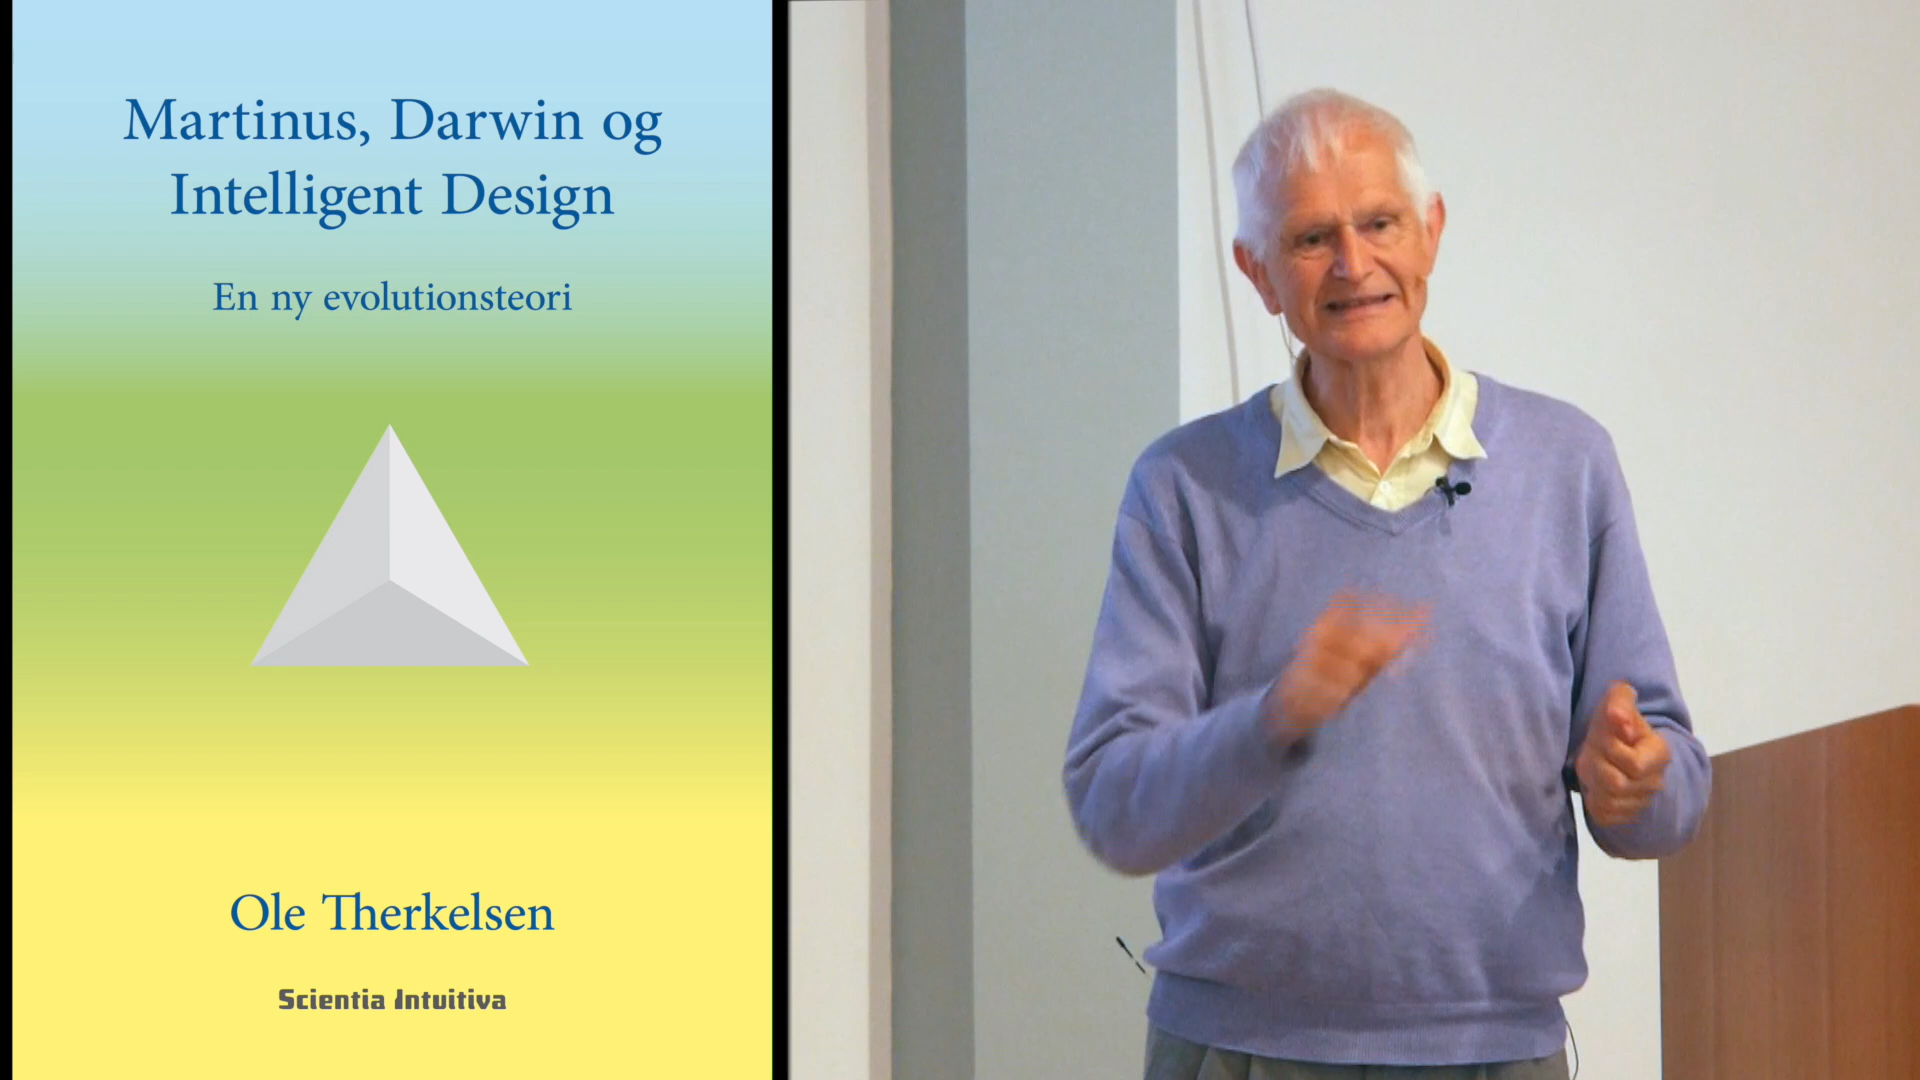 Martinus, Darwin og
Intelligent Design
En ny evolutionsteori
Ole Therkelsen
Scientia Intuitiva